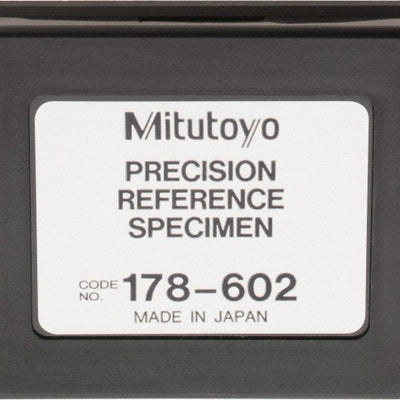 Mitutoyo
PRECISION
REFERENCE
SPECIMEN
CODE NO. 178-602
MADE IN JAPAN